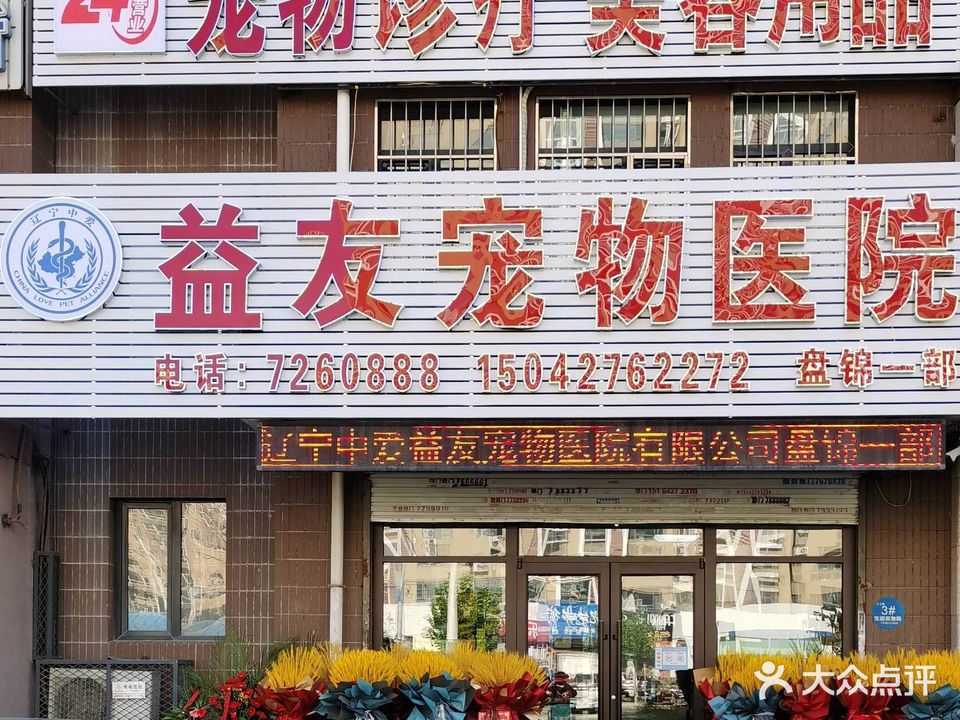 24
营业
宠物诊疗 美容用品
辽宁中爱
CHINA LOVE PET ALLIANCE
益友宠物医院
电话：7260888 15042762272 盘锦一部
辽宁中爱益友宠物医院有限公司盘锦一部
3#
大众点评